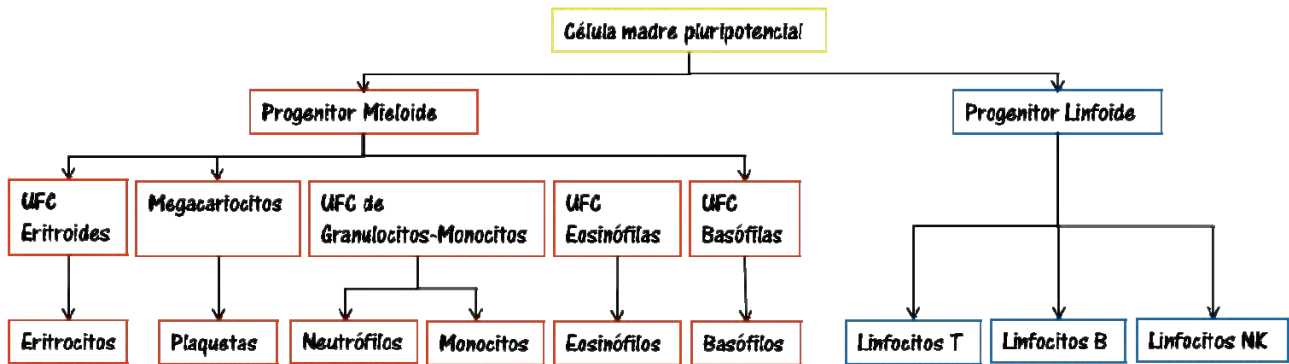 Célula madre pluripotencial
Progenitor Mieloide
Progenitor Linfoide
UFC
Eritroides
Megacariocitos
UFC de
Granulocitos-Monocitos
UFC
Eosinófilas
UFC
Basófilas
Eritrocitos
Plaquetas
Neutrófilos
Monocitos
Eosinófilos
Basófilos
Linfocitos T
Linfocitos B
Linfocitos NK